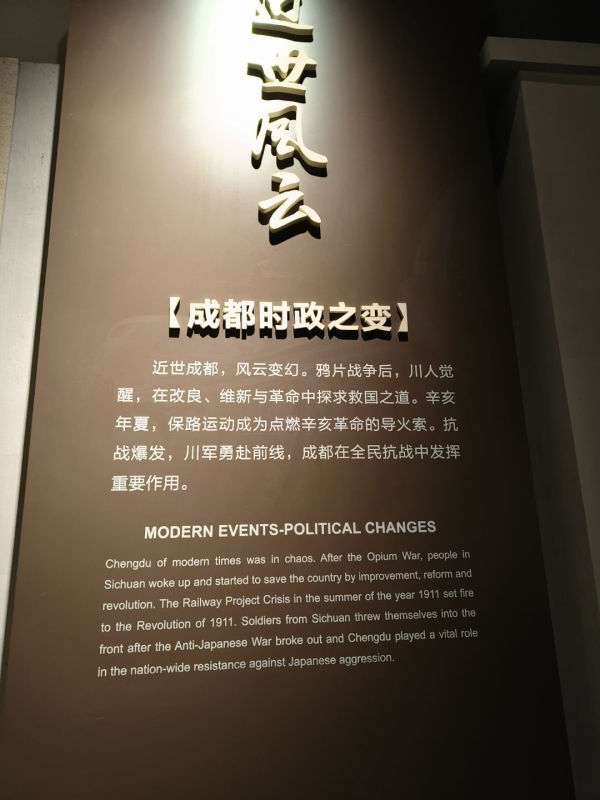 近世風云
【成都时政之变】
近世成都，风云变幻。鸦片战争后，川人觉
醒，在改良、维新与革命中探求救国之道。辛亥
年夏，保路运动成为点燃辛亥革命的导火索。抗
战爆发，川军勇赴前线，成都在全民抗战中发挥
重要作用。
MODERN EVENTS-POLITICAL CHANGES
Chengdu of modern times was in chaos. After the Opium War, people in
Sichuan woke up and started to save the country by improvement, reform and
revolution. The Railway Project Crisis in the summer of the year 1911 set fire
to the Revolution of 1911. Soldiers from Sichuan threw themselves into the
front after the Anti-Japanese War broke out and Chengdu played a vital role
in the nation-wide resistance against Japanese aggression.